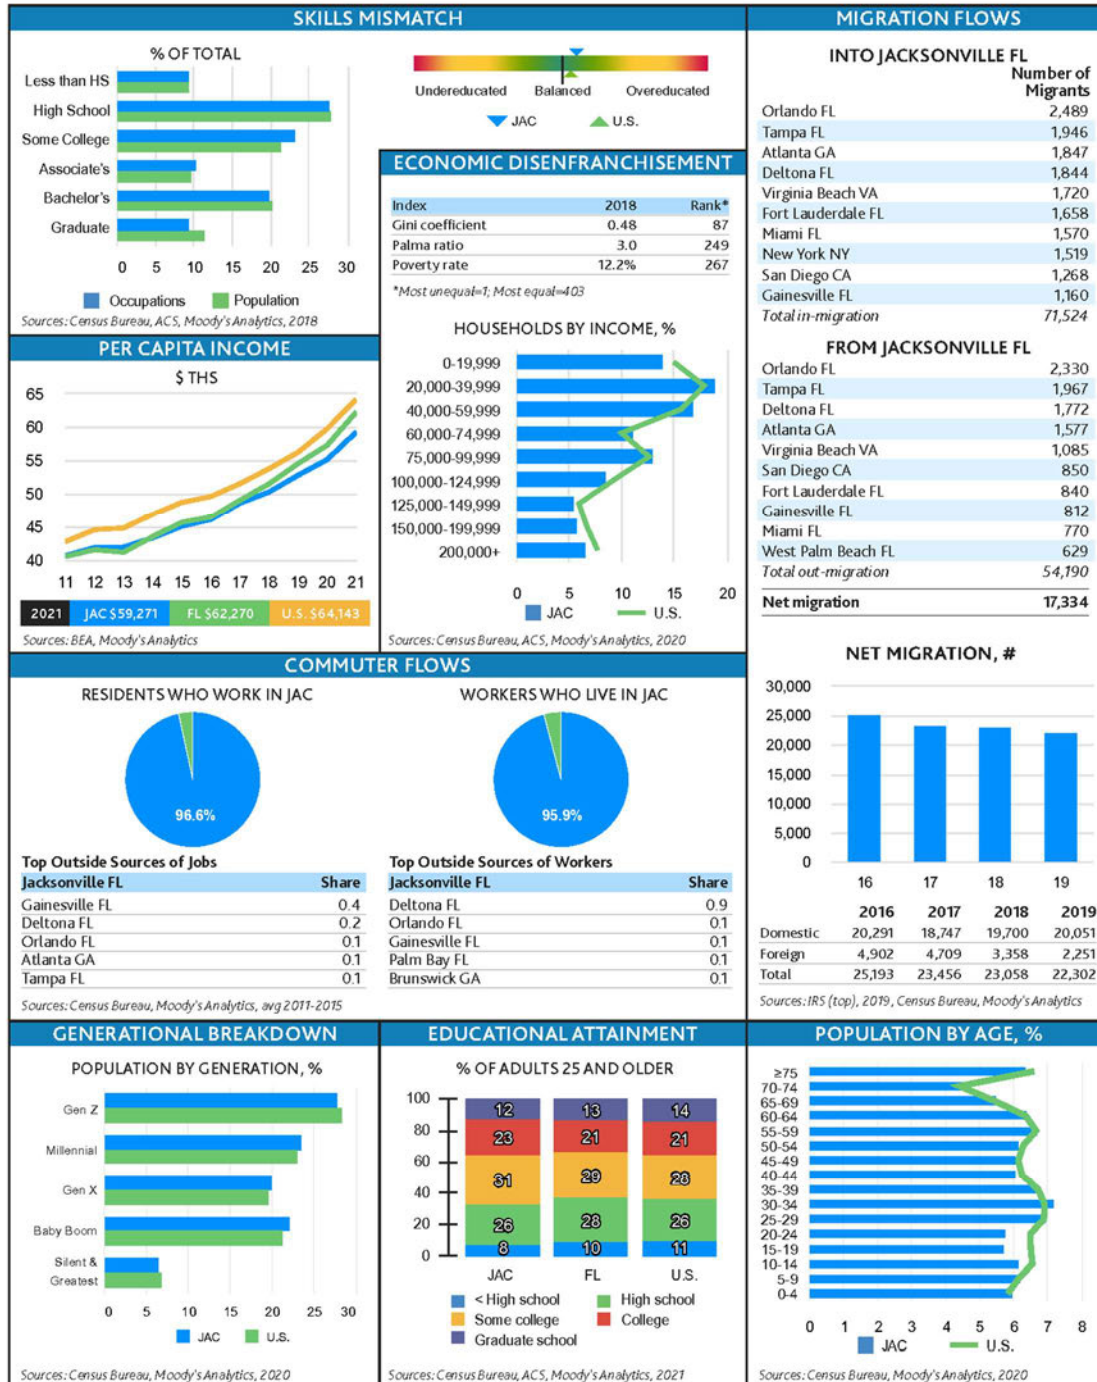 SKILLS MISMATCH
% OF TOTAL
Less than HS
High School
Some College
Associate's
Bachelor's
Graduate
0 5 10 15 20 25 30
Occupations Population
Sources: Census Bureau, ACS, Moody's Analytics, 2018
Undereducated Balanced Overeducated
JAC U.S.
ECONOMIC DISENFRANCHISEMENT
Index 2018 Rank*
Gini coefficient 0.48 87
Palma ratio 3.0 249
Poverty rate 12.2% 267
*Most unequal=1; Most equal=403
HOUSEHOLDS BY INCOME, %
0-19,999
20,000-39,999
40,000-59,999
60,000-74,999
75,000-99,999
100,000-124,999
125,000-149,999
150,000-199,999
200,000+
0 5 10 15 20
JAC U.S.
Sources: Census Bureau, ACS, Moody's Analytics, 2020
PER CAPITA INCOME
$ THS
65
60
55
50
45
40
11 12 13 14 15 16 17 18 19 20 21
2021 JAC $59,271 FL $62,270 U.S. $64,143
Sources: BEA, Moody's Analytics
MIGRATION FLOWS
INTO JACKSONVILLE FL
Number of
Migrants
Orlando FL 2,489
Tampa FL 1,946
Atlanta GA 1,847
Deltona FL 1,844
Virginia Beach VA 1,720
Fort Lauderdale FL 1,658
Miami FL 1,570
New York NY 1,519
San Diego CA 1,268
Gainesville FL 1,160
Total in-migration 71,524
FROM JACKSONVILLE FL
Orlando FL 2,330
Tampa FL 1,967
Deltona FL 1,772
Atlanta GA 1,577
Virginia Beach VA 1,085
San Diego CA 850
Fort Lauderdale FL 840
Gainesville FL 812
Miami FL 770
West Palm Beach FL 629
Total out-migration 54,190
Net migration 17,334
NET MIGRATION, #
30,000
25,000
20,000
15,000
10,000
5,000
0
16 17 18 19
2016 2017 2018 2019
Domestic 20,291 18,747 19,700 20,051
Foreign 4,902 4,709 3,358 2,251
Total 25,193 23,456 23,058 22,302
Sources: IRS (top), 2019, Census Bureau, Moody's Analytics
COMMUTER FLOWS
RESIDENTS WHO WORK IN JAC
96.6%
Top Outside Sources of Jobs
Jacksonville FL Share
Gainesville FL 0.4
Deltona FL 0.2
Orlando FL 0.1
Atlanta GA 0.1
Tampa FL 0.1
Sources: Census Bureau, Moody's Analytics, avg 2011-2015
WORKERS WHO LIVE IN JAC
95.9%
Top Outside Sources of Workers
Jacksonville FL Share
Deltona FL 0.9
Orlando FL 0.1
Gainesville FL 0.1
Palm Bay FL 0.1
Brunswick GA 0.1
GENERATIONAL BREAKDOWN
POPULATION BY GENERATION, %
Gen Z
Millennial
Gen X
Baby Boom
Silent &
Greatest
0 5 10 15 20 25 30
JAC U.S.
Sources: Census Bureau, Moody's Analytics, 2020
EDUCATIONAL ATTAINMENT
% OF ADULTS 25 AND OLDER
100
80
60
40
20
0
12 13 14
23 21 21
31 29 28
26 28 26
8 10 11
JAC FL U.S.
< High school High school
Some college College
Graduate school
Sources: Census Bureau, ACS, Moody's Analytics, 2021
POPULATION BY AGE, %
≥75
70-74
65-69
60-64
55-59
50-54
45-49
40-44
35-39
30-34
25-29
20-24
15-19
10-14
5-9
0-4
0 1 2 3 4 5 6 7 8
JAC U.S.
Sources: Census Bureau, Moody's Analytics, 2020